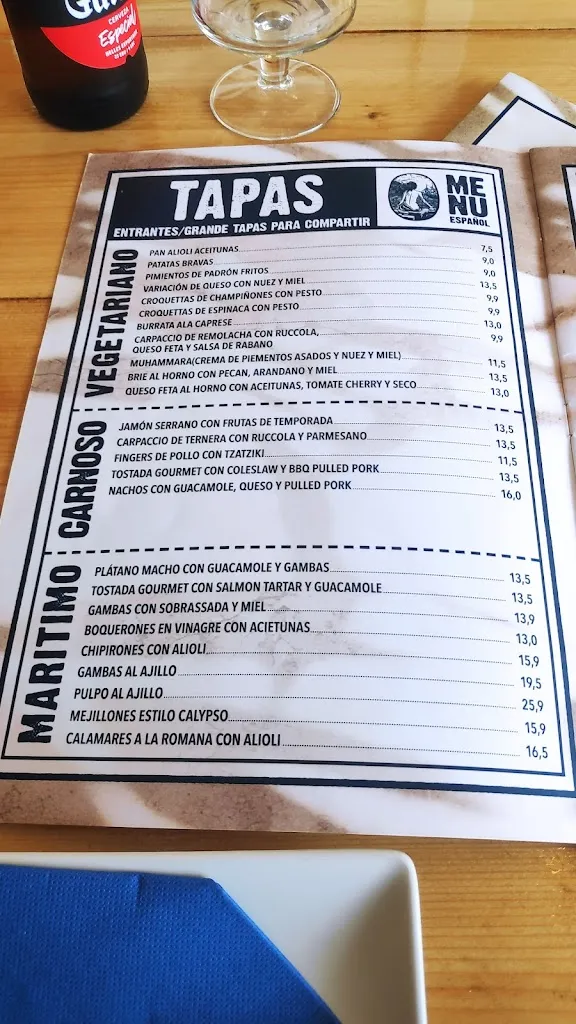 CERVEZA
Especial
TAPAS
ENTRANTES/GRANDE TAPAS PARA COMPARTIR
MENU
ESPAÑOL
VEGETARIANO
PAN ALIOLI ACEITUNAS 7,5
PATATAS BRAVAS 9,0
PIMIENTOS DE PADRÓN FRITOS 9,0
VARIACIÓN DE QUESO CON NUEZ Y MIEL 13,5
CROQUETTAS DE CHAMPIÑONES CON PESTO 9,9
CROQUETTAS DE ESPINACA CON PESTO 9,9
BURRATA ALA CAPRESE 13,0
CARPACCIO DE REMOLACHA CON RUCCOLA, 9,9
QUESO FETA Y SALSA DE RABANO
MUHAMMARA(CREMA DE PIEMENTOS ASADOS Y NUEZ Y MIEL) 11,5
BRIE AL HORNO CON PECAN, ARANDANO Y MIEL 13,5
QUESO FETA AL HORNO CON ACEITUNAS, TOMATE CHERRY Y SECO 13,0
CARNOSO
JAMÓN SERRANO CON FRUTAS DE TEMPORADA 13,5
CARPACCIO DE TERNERA CON RUCCOLA Y PARMESANO 13,5
FINGERS DE POLLO CON TZATZIKI 11,5
TOSTADA GOURMET CON COLESLAW Y BBQ PULLED PORK 13,5
NACHOS CON GUACAMOLE, QUESO Y PULLED PORK 16,0
MARITIMO
PLÁTANO MACHO CON GUACAMOLE Y GAMBAS 13,5
TOSTADA GOURMET CON SALMON TARTAR Y GUACAMOLE 13,5
GAMBAS CON SOBRASSADA Y MIEL 13,9
BOQUERONES EN VINAGRE CON ACIETUNAS 13,0
CHIPIRONES CON ALIOLI 15,9
GAMBAS AL AJILLO 19,5
PULPO AL AJILLO 25,9
MEJILLONES ESTILO CALYPSO 15,9
CALAMARES A LA ROMANA CON ALIOLI 16,5